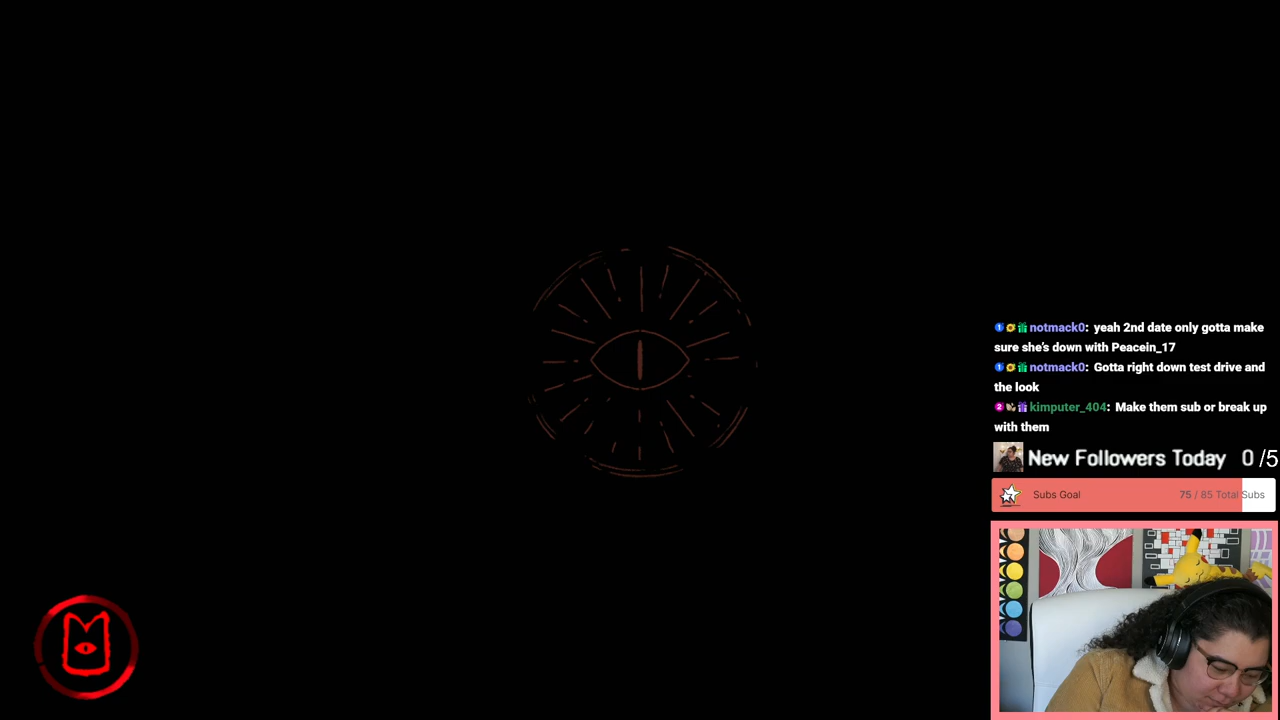 notmack0: yeah 2nd date only gotta make
sure she's down with Peacein_17
notmack0: Gotta right down test drive and
the look
kimputer_404: Make them sub or break up
with them
New Followers Today 0 /5
Subs Goal 75 / 85 Total Subs